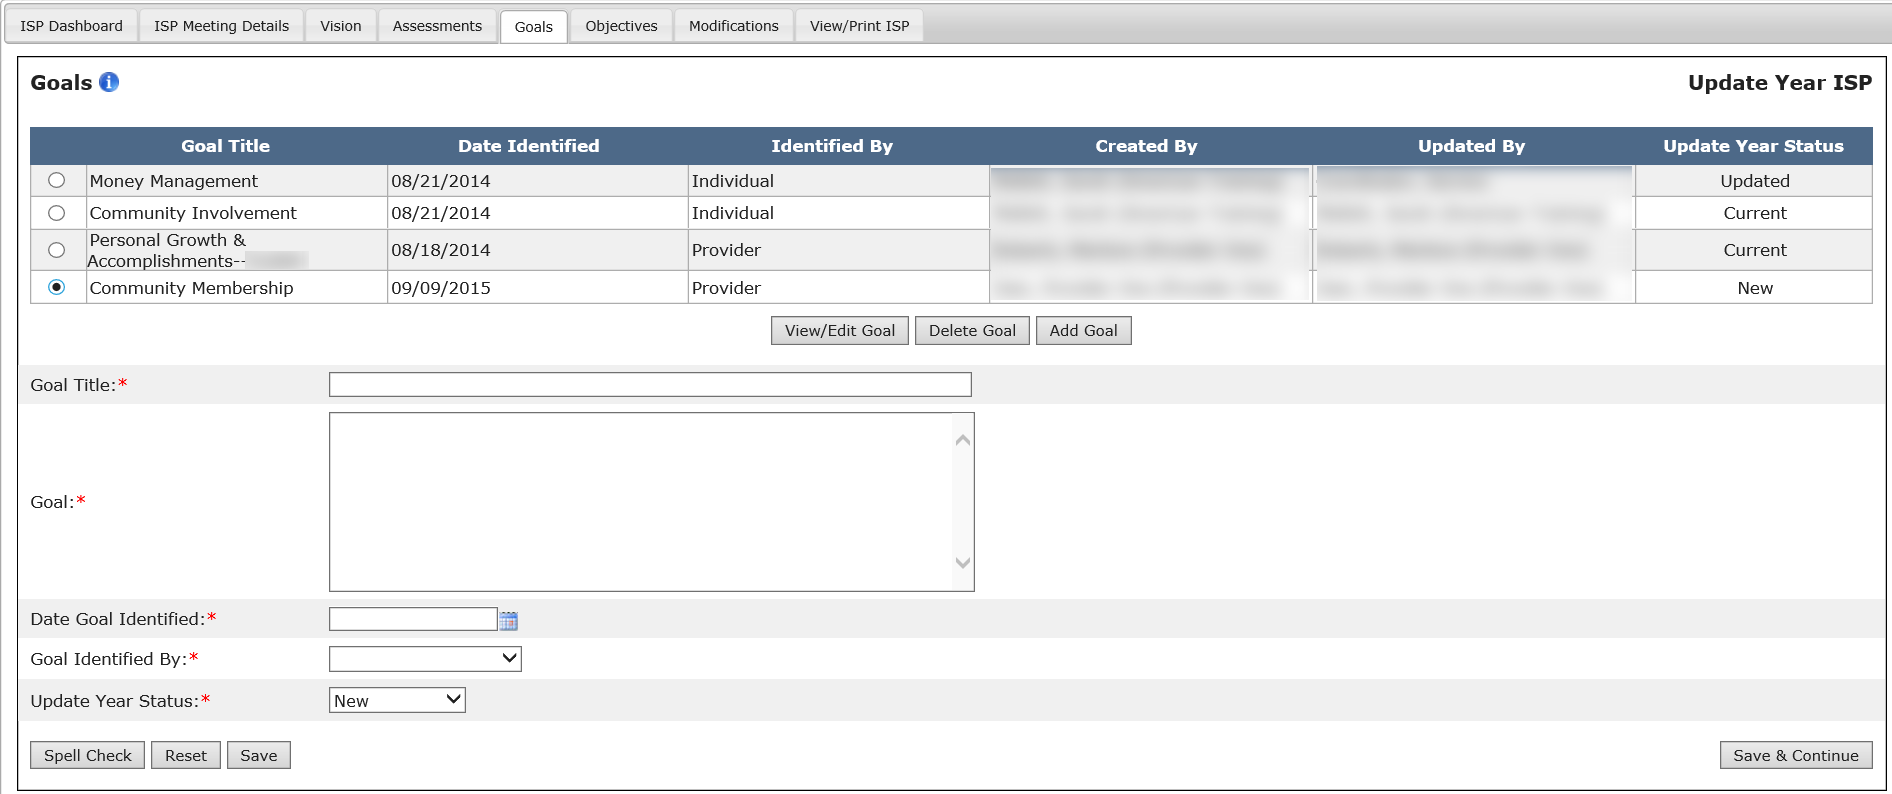 ISP Dashboard ISP Meeting Details Vision Assessments Goals Objectives Modifications View/Print ISP
Goals Update Year ISP
Goal Title Date Identified Identified By Created By Updated By Update Year Status
Money Management 08/21/2014 Individual Updated
Community Involvement 08/21/2014 Individual Current
Personal Growth &
Accomplishments-- 08/18/2014 Provider Current
Community Membership 09/09/2015 Provider New
View/Edit Goal Delete Goal Add Goal
Goal Title:*
Goal:*
Date Goal Identified:*
Goal Identified By:*
Update Year Status:* New
Spell Check Reset Save Save & Continue